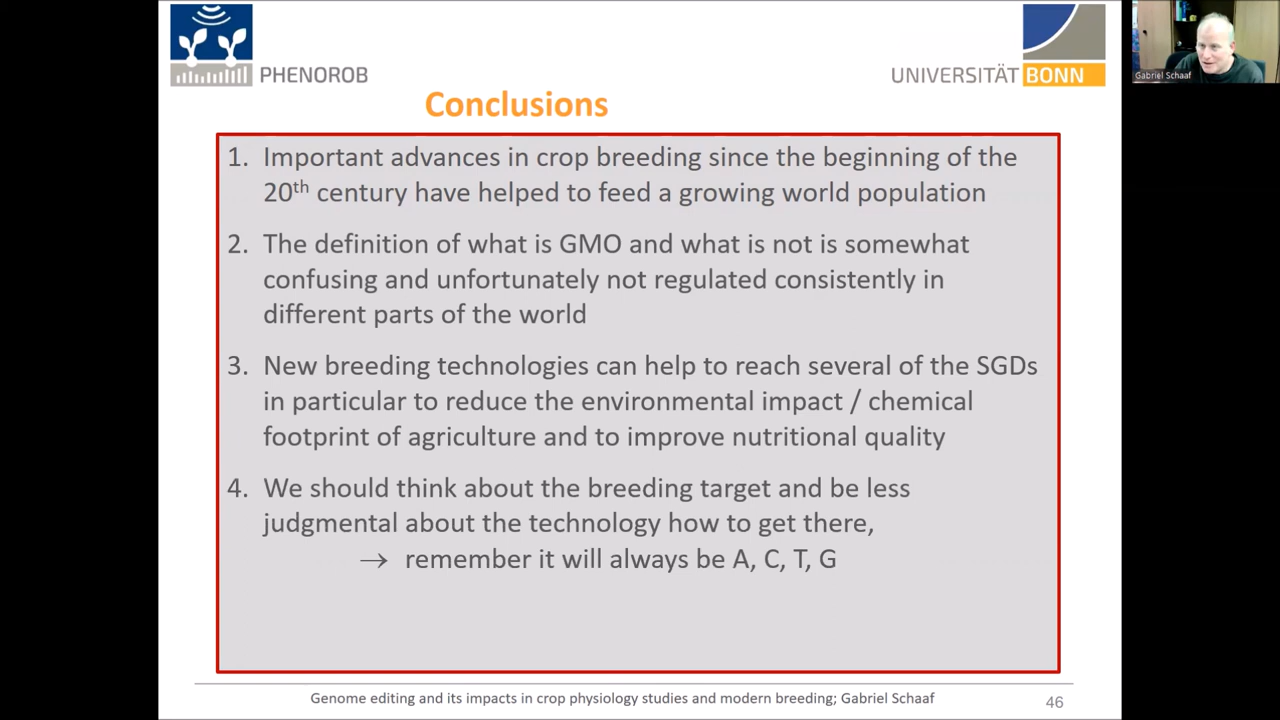 PHENOROB
UNIVERSITÄT BONN
Gabriel Schaaf
Conclusions
1. Important advances in crop breeding since the beginning of the
20th century have helped to feed a growing world population
2. The definition of what is GMO and what is not is somewhat
confusing and unfortunately not regulated consistently in
different parts of the world
3. New breeding technologies can help to reach several of the SGDs
in particular to reduce the environmental impact / chemical
footprint of agriculture and to improve nutritional quality
4. We should think about the breeding target and be less
judgmental about the technology how to get there,
→ remember it will always be A, C, T, G
Genome editing and its impacts in crop physiology studies and modern breeding; Gabriel Schaaf
46